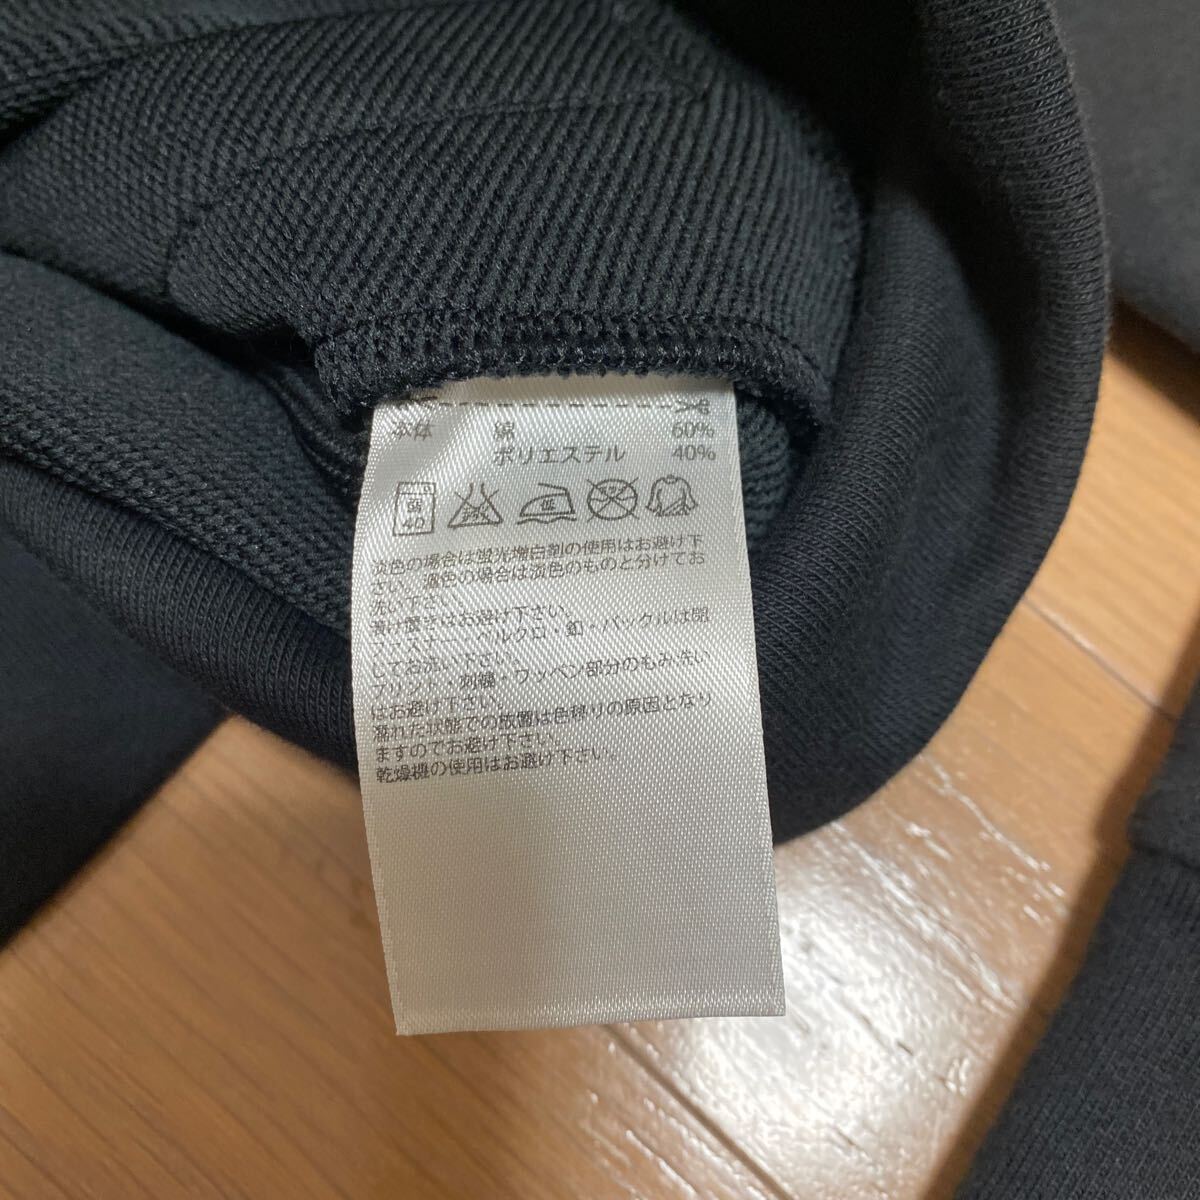 本体 綿 60%
ポリエステル 40%
弱
40
淡色の場合は蛍光増白剤の使用はお避け下
さい。濃色の場合は淡色のものと分けてお
洗い下さい。
漬け置きはお避け下さい。
ファスナー・ベルクロ・釦・バックルは閉
じてお洗い下さい。
プリント・刺繍・ワッペン部分のもみ洗い
はお避け下さい。
濡れた状態での放置は色移りの原因となり
ますのでお避け下さい。
乾燥機の使用はお避け下さい。